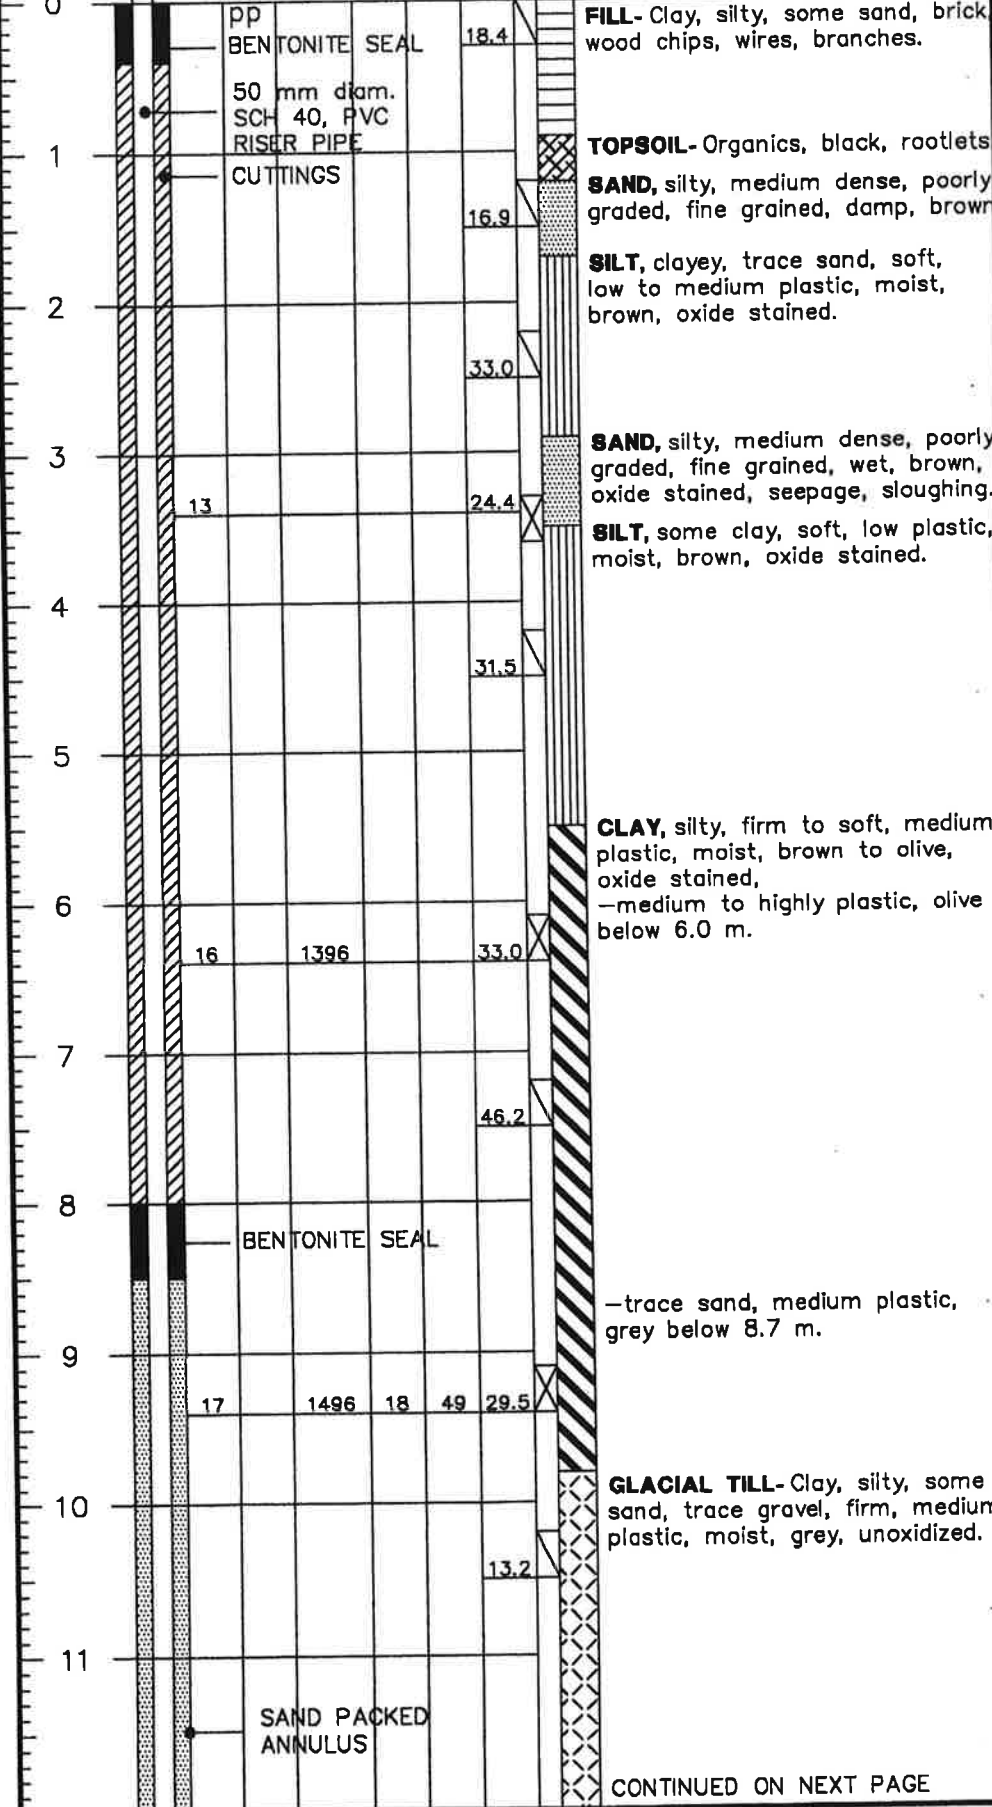 0
pp
BENTONITE SEAL
18.4
FILL- Clay, silty, some sand, brick,
wood chips, wires, branches.
50 mm diam.
SCH 40, PVC
RISER PIPE
1
CUTTINGS
TOPSOIL- Organics, black, rootlets
SAND, silty, medium dense, poorly
graded, fine grained, damp, brown
16.9
SILT, clayey, trace sand, soft,
low to medium plastic, moist,
brown, oxide stained.
2
33.0
3
SAND, silty, medium dense, poorly
graded, fine grained, wet, brown,
oxide stained, seepage, sloughing.
13 24.4
SILT, some clay, soft, low plastic,
moist, brown, oxide stained.
4
31.5
5
CLAY, silty, firm to soft, medium
plastic, moist, brown to olive,
oxide stained,
—medium to highly plastic, olive
below 6.0 m.
6
16 1396 33.0
7
46.2
8
BENTONITE SEAL
—trace sand, medium plastic,
grey below 8.7 m.
9
17 1496 18 49 29.5
GLACIAL TILL- Clay, silty, some
sand, trace gravel, firm, medium
plastic, moist, grey, unoxidized.
10
13.2
11
SAND PACKED
ANNULUS
CONTINUED ON NEXT PAGE